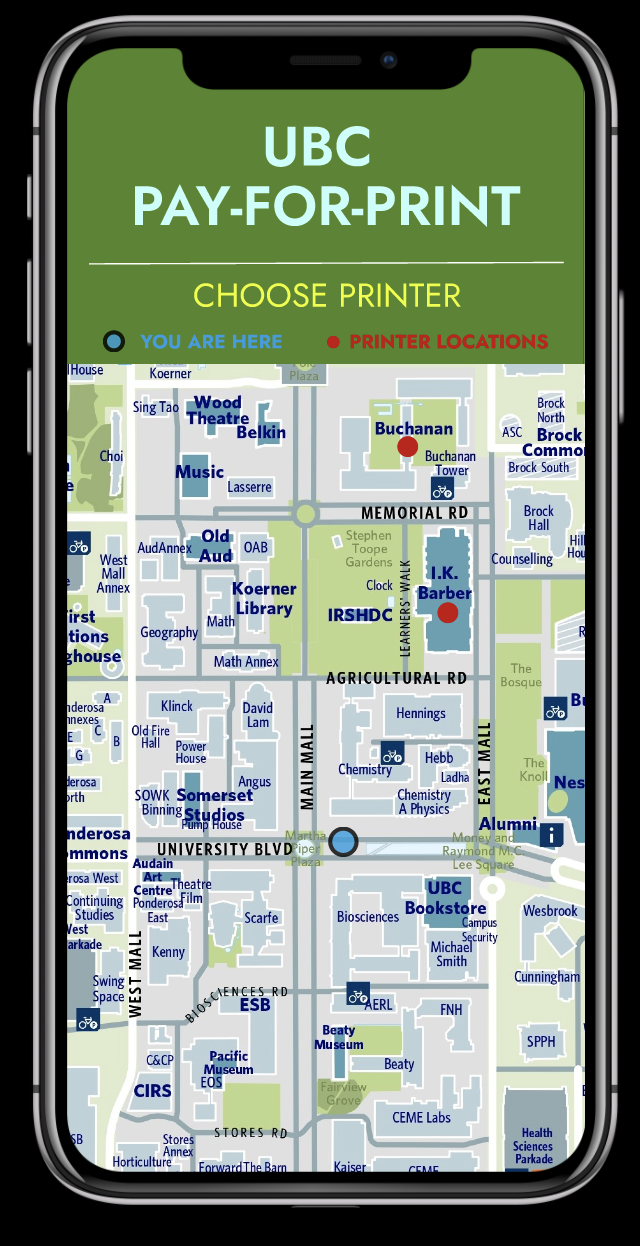 UBC
PAY-FOR-PRINT
CHOOSE PRINTER
YOU ARE HERE
PRINTER LOCATIONS
House
Koerner
Plaza
Sing Tao
Wood
Theatre
Belkin
Choi
Music
Lasserre
Buchanan
Buchanan
Tower
Brock
North
ASC
Brock
Commo
Brock South
MEMORIAL RD
Brock
Hall
AudAnnex
Old
Aud
OAB
Stephen
Toope
Gardens
Counselling
Hil
Hou
West
Mall
Annex
Koerner
Library
Clock
IRSHDC
LEARNERS' WALK
I.K.
Barber
irst
tions
ghouse
Geography
Math
Math Annex
AGRICULTURAL RD
The
Bosque
A
nderosa
nnexes
E
C
B
G
Klinck
David
Lam
Old Fire
Hall
Power
House
MAIN MALL
Hennings
EAST MALL
Bu
Chemistry
Hebb
Ladha
The
Knoll
Nes
derosa
orth
SOWK
Binning
Somerset
Studios
Angus
Pump House
Chemistry
A Physics
Alumni
i
nderosa
ommons
UNIVERSITY BLVD
Martha
Piper
Plaza
Money and
Raymond M.C.
Lee Square
erosa West
Audain
Art
Centre
Theatre
Film
Ponderosa
East
Continuing
Studies
West
arkade
WEST MALL
Kenny
Scarfe
Biosciences
UBC
Bookstore
Campus
Security
Michael
Smith
Wesbrook
Cunningham
Swing
Space
BIOSCIENCES RD
ESB
AERL
FNH
C&CP
Pacific
Museum
EOS
Beaty
Museum
Beaty
SPPH
CIRS
Fairview
Grove
CEME Labs
STORES RD
SB
Stores
Annex
Horticulture
Forward
The Barn
Kaiser
CEME
Health
Sciences
Parkade